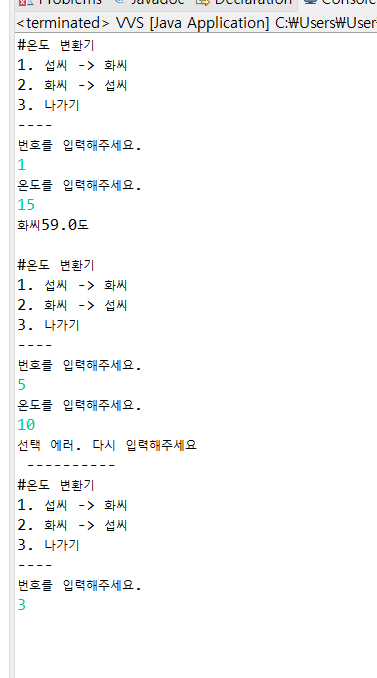 Problems Javadoc Declaration Console
<terminated> VVS [Java Application] C:₩Users₩User
#온도 변환기
1. 섭씨 -> 화씨
2. 화씨 -> 섭씨
3. 나가기
----
번호를 입력해주세요.
1
온도를 입력해주세요.
15
화씨59.0도
#온도 변환기
1. 섭씨 -> 화씨
2. 화씨 -> 섭씨
3. 나가기
----
번호를 입력해주세요.
5
온도를 입력해주세요.
10
선택 에러. 다시 입력해주세요
----------
#온도 변환기
1. 섭씨 -> 화씨
2. 화씨 -> 섭씨
3. 나가기
----
번호를 입력해주세요.
3